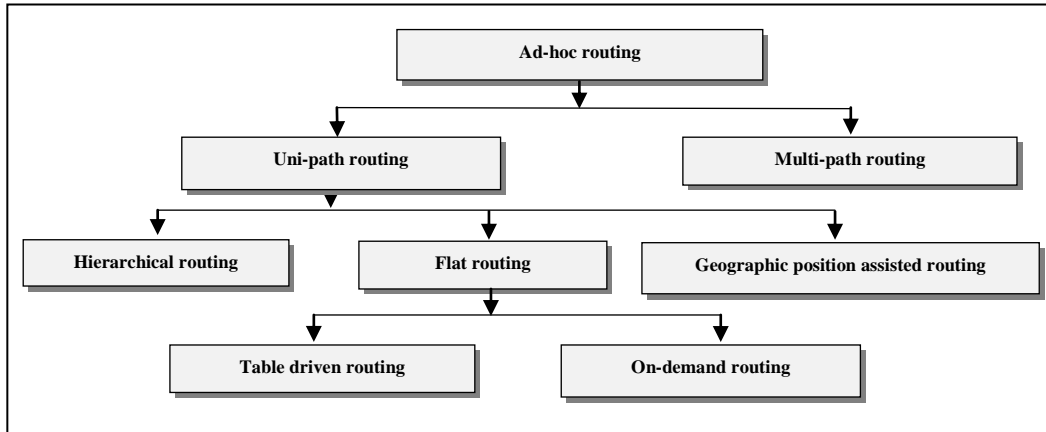 Ad-hoc routing
Uni-path routing
Multi-path routing
Hierarchical routing
Flat routing
Geographic position assisted routing
Table driven routing
On-demand routing